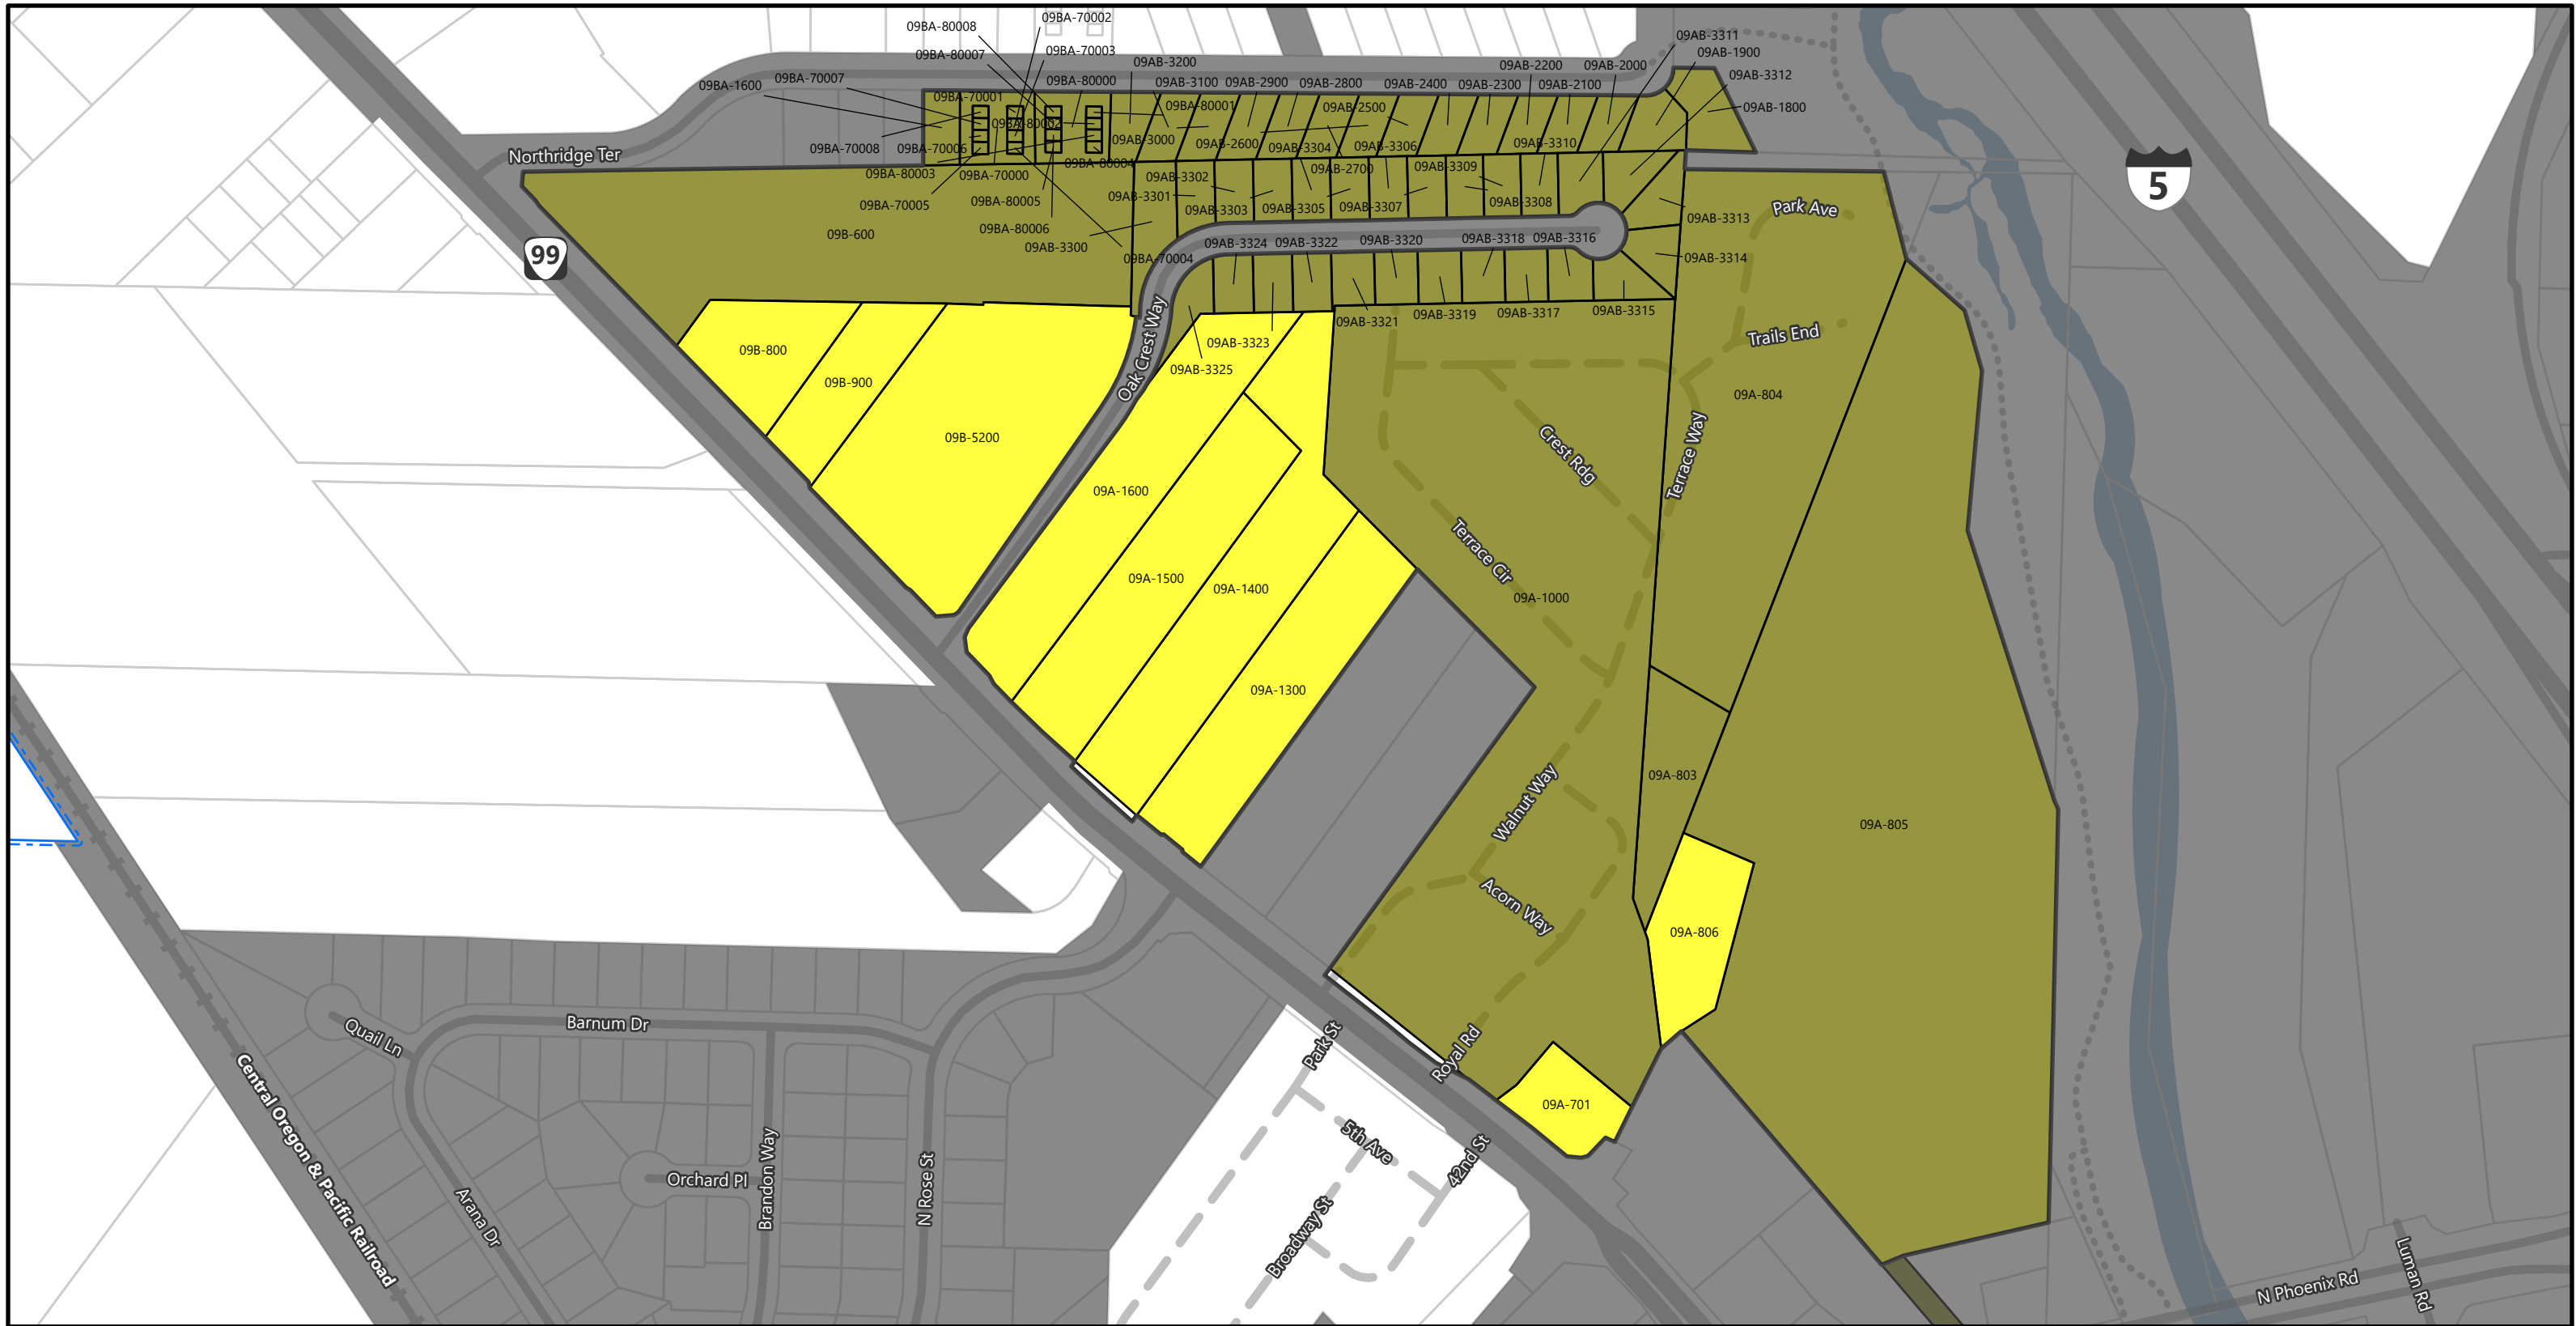 09BA-80008
09BA-70002
09BA-80007
09BA-70003
09AB-3311
09AB-1900
09BA-1600
09BA-70007
09BA-80000
09AB-3200
09AB-3100
09AB-2900
09AB-2800
09AB-2400
09AB-2300
09AB-2200
09AB-2100
09AB-2000
09AB-3312
09AB-1800
09BA-70001
09BA-80001
09AB-2500
09BA-80002
09AB-3000
09AB-2600
09AB-3304
09AB-3306
09AB-3310
Northridge Ter
09BA-70008
09BA-70006
09BA-80004
09BA-80003
09BA-70000
09AB-2700
09AB-3309
09AB-3302
09AB-3301
09BA-70005
09BA-80005
09AB-3303
09AB-3305
09AB-3307
09AB-3308
09AB-3313
Park Ave
5
09B-600
09BA-80006
09AB-3300
09BA-70004
09AB-3324
09AB-3322
09AB-3320
09AB-3318
09AB-3316
09AB-3314
99
09AB-3321
09AB-3319
09AB-3317
09AB-3315
Trails End
Oak Crest Way
09AB-3323
09AB-3325
09B-800
09B-900
09A-804
09B-5200
Crest Rdg
Terrace Way
09A-1600
Terrace Cir
09A-1500
09A-1400
09A-1000
09A-1300
09A-803
Walnut Way
09A-805
Acorn Way
09A-806
Quail Ln
Barnum Dr
Park St
Royal Rd
09A-701
Central Oregon & Pacific Railroad
Orchard Pl
Brandon Way
N Rose St
Arana Dr
5th Ave
42nd St
Broadway St
N Phoenix Rd
Luman Rd